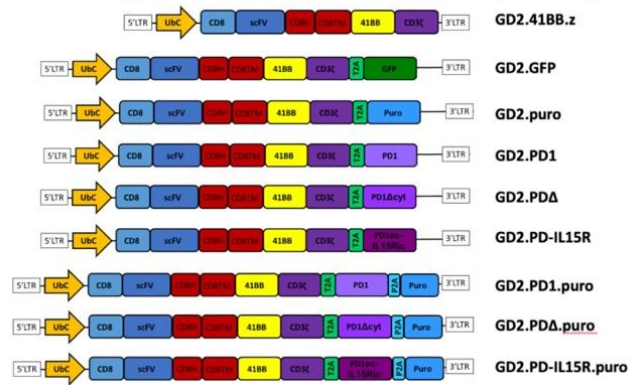 5'LTR UbC CD8 scFV CD8H CD8TM 41BB CD3ζ 3'LTR GD2.41BB.z
5'LTR UbC CD8 scFV CD8H CD8TM 41BB CD3ζ T2A GFP 3'LTR GD2.GFP
5'LTR UbC CD8 scFV CD8H CD8TM 41BB CD3ζ T2A Puro 3'LTR GD2.puro
5'LTR UbC CD8 scFV CD8H CD8TM 41BB CD3ζ T2A PD1 3'LTR GD2.PD1
5'LTR UbC CD8 scFV CD8H CD8TM 41BB CD3ζ T2A PD1Δcyt 3'LTR GD2.PDΔ
5'LTR UbC CD8 scFV CD8H CD8TM 41BB CD3ζ T2A PD1ec-IL15Ric 3'LTR GD2.PD-IL15R
5'LTR UbC CD8 scFV CD8H CD8TM 41BB CD3ζ T2A PD1 P2A Puro 3'LTR GD2.PD1.puro
5'LTR UbC CD8 scFV CD8H CD8TM 41BB CD3ζ T2A PD1Δcyt P2A Puro 3'LTR GD2.PDΔ.puro
5'LTR UbC CD8 scFV CD8H CD8TM 41BB CD3ζ T2A PD1ec-IL15Ric P2A Puro 3'LTR GD2.PD-IL15R.puro